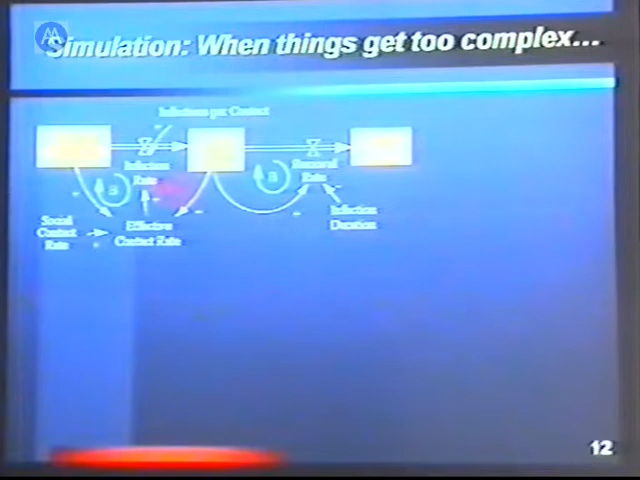 Simulation: When things get too complex...
Infections per Contact
Infection
Rate
Removal
Rate
B
B
Social
Contact
Rate
Effective
Contact Rate
Infection
Duration
12